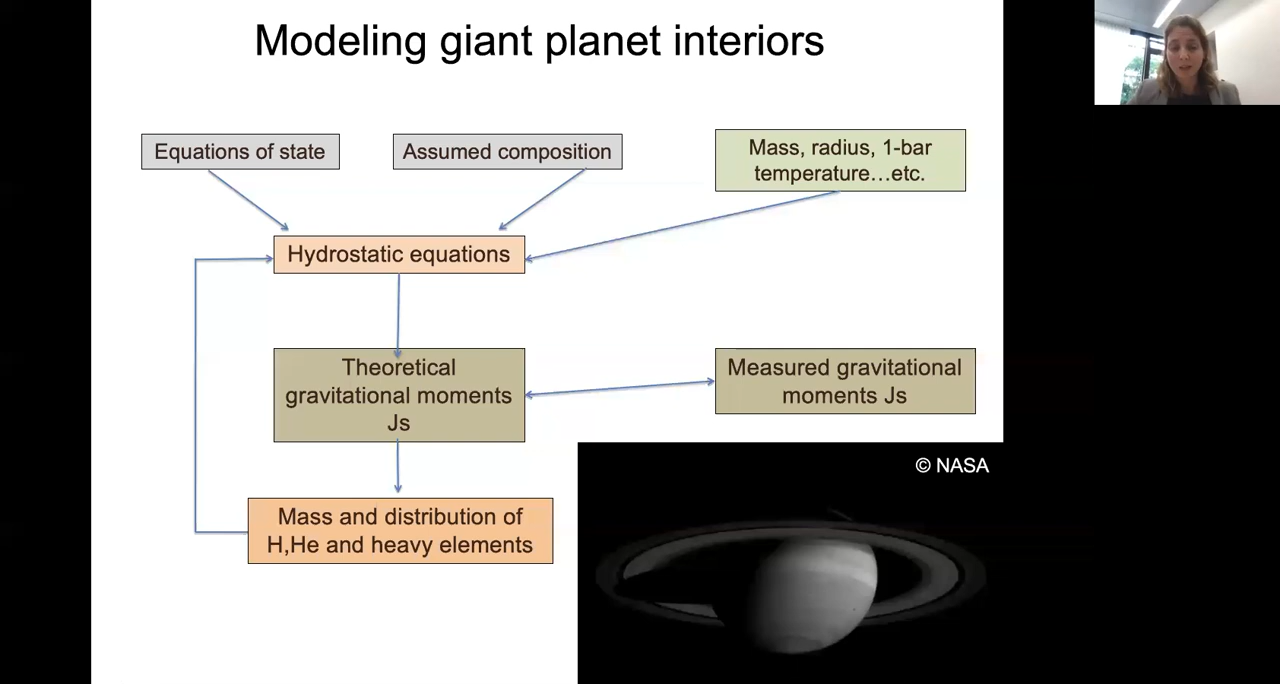 Modeling giant planet interiors
Equations of state
Assumed composition
Mass, radius, 1-bar
temperature…etc.
Hydrostatic equations
Theoretical
gravitational moments
Js
Measured gravitational
moments Js
© NASA
Mass and distribution of
H,He and heavy elements